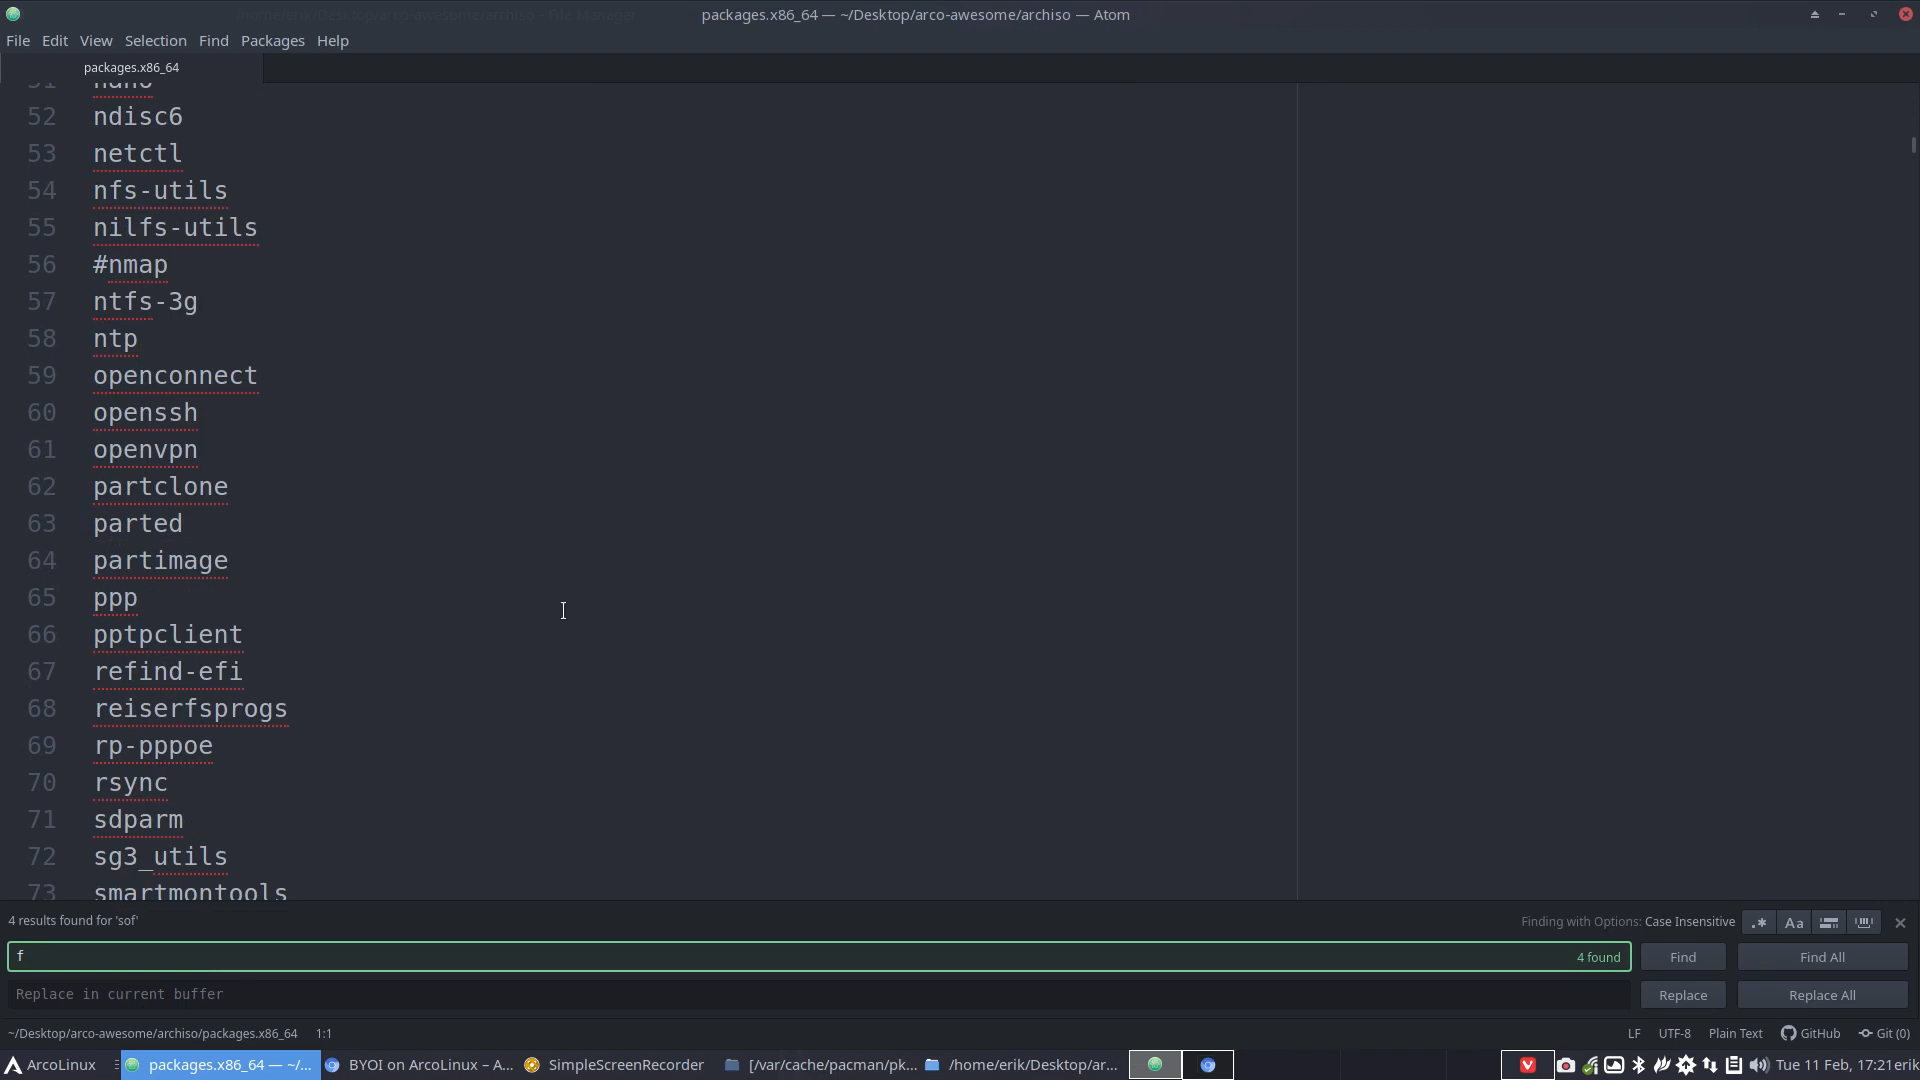 packages.x86_64 — ~/Desktop/arco-awesome/archiso — Atom
File Edit View Selection Find Packages Help
packages.x86_64
51 nano
52 ndisc6
53 netctl
54 nfs-utils
55 nilfs-utils
56 #nmap
57 ntfs-3g
58 ntp
59 openconnect
60 openssh
61 openvpn
62 partclone
63 parted
64 partimage
65 ppp
66 pptpclient
67 refind-efi
68 reiserfsprogs
69 rp-pppoe
70 rsync
71 sdparm
72 sg3_utils
73 smartmontools
4 results found for 'sof'
Finding with Options: Case Insensitive
.* Aa
f
4 found
Find
Find All
Replace in current buffer
Replace
Replace All
~/Desktop/arco-awesome/archiso/packages.x86_64 1:1
LF UTF-8 Plain Text GitHub Git (0)
ArcoLinux packages.x86_64 — ~/... BYOI on ArcoLinux – A... SimpleScreenRecorder [/var/cache/pacman/pk... /home/erik/Desktop/ar... Tue 11 Feb, 17:21 erik